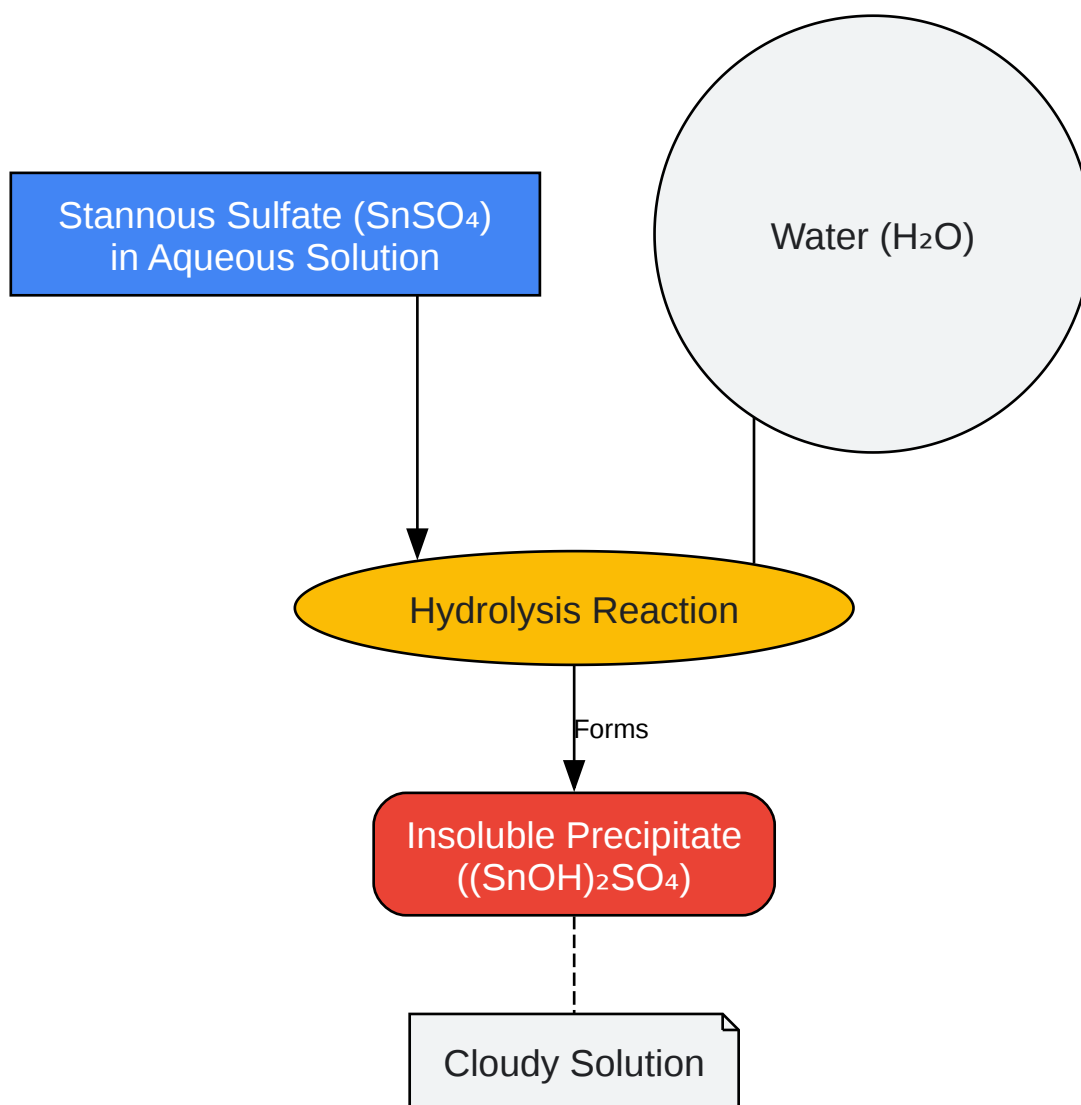 Stannous Sulfate (SnSO₄)
in Aqueous Solution
Water (H₂O)
Hydrolysis Reaction
Forms
Insoluble Precipitate
((SnOH)₂SO₄)
Cloudy Solution